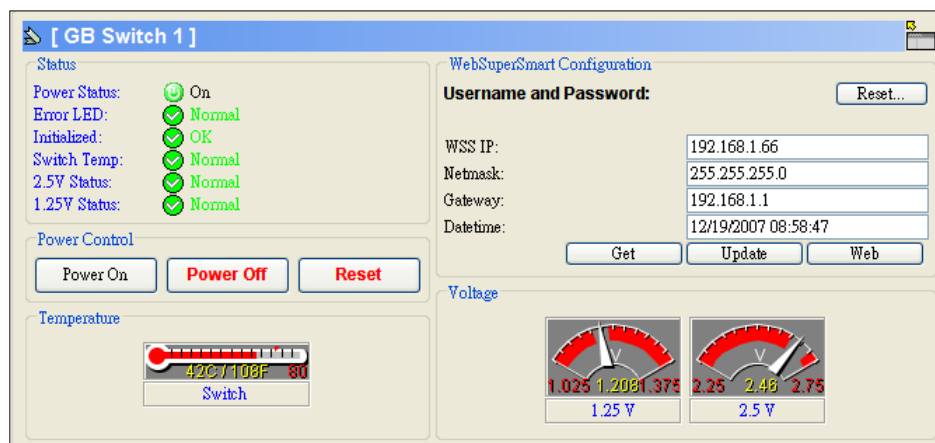 [ GB Switch 1 ]
Status
Power Status: On
Error LED: Normal
Initialized: OK
Switch Temp: Normal
2.5V Status: Normal
1.25V Status: Normal
Power Control
Power On Power Off Reset
Temperature
42C / 108F 80
Switch
WebSuperSmart Configuration
Username and Password: Reset...
WSS IP: 192.168.1.66
Netmask: 255.255.255.0
Gateway: 192.168.1.1
Datetime: 12/19/2007 08:58:47
Get Update Web
Voltage
V V
1.025 1.208 1.375 2.25 2.46 2.75
1.25 V 2.5 V